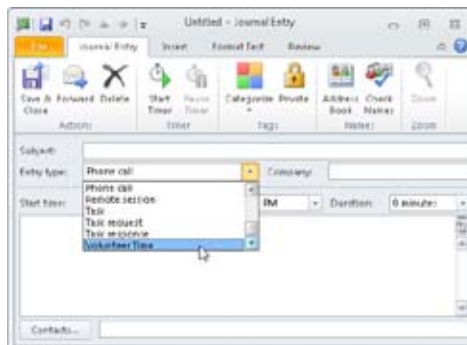 Untitled - Journal Entry
File Journal Entry Insert Format Text Review
Save & Close Forward Delete Start Timer Pause Timer Categorize Private Address Book Check Names Zoom
Actions Timer Tags Names Zoom
Subject:
Entry type: Phone call Company:
Phone call
Remote session
Start time: Task PM Duration: 0 minutes
Task request
Task response
Volunteer Time
Contacts...